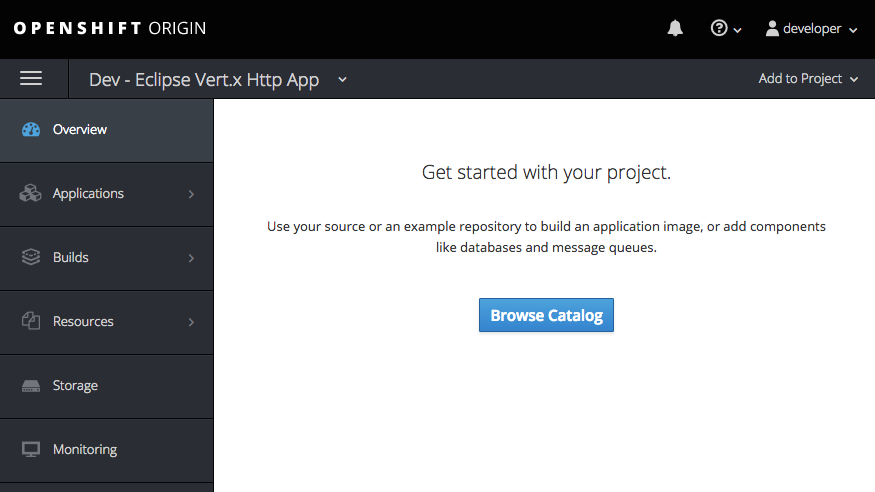 OPENSHIFT ORIGIN
developer
Dev - Eclipse Vert.x Http App
Add to Project
Overview
Applications
Builds
Resources
Storage
Monitoring
Get started with your project.
Use your source or an example repository to build an application image, or add components
like databases and message queues.
Browse Catalog